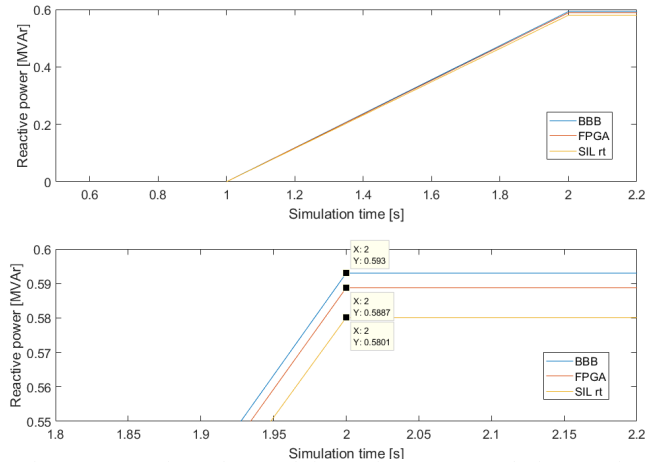 0.6
0.4
0.2
0
Reactive power [MVAr]
0.6 0.8 1 1.2 1.4 1.6 1.8 2 2.2
Simulation time [s]
BBB
FPGA
SIL rt
0.6
0.59
0.58
0.57
0.56
0.55
Reactive power [MVAr]
X: 2
Y: 0.593
X: 2
Y: 0.5887
X: 2
Y: 0.5801
BBB
FPGA
SIL rt
1.8 1.85 1.9 1.95 2 2.05 2.1 2.15 2.2
Simulation time [s]